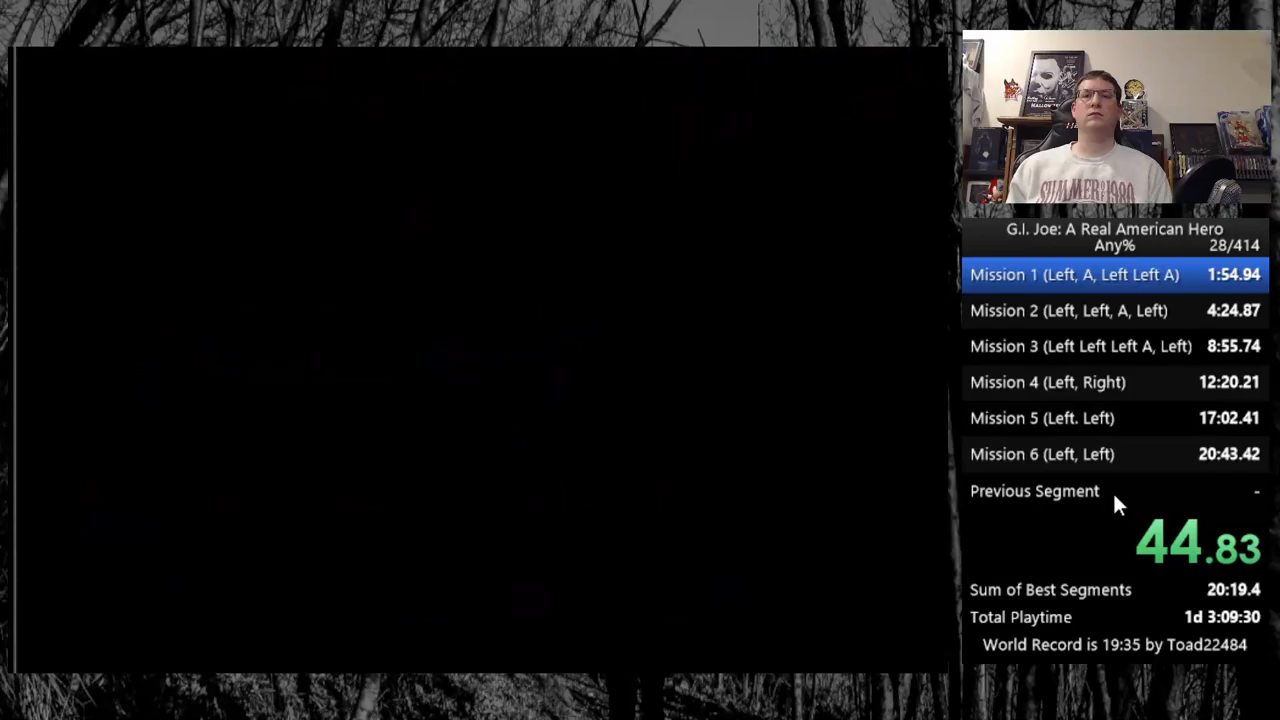 SUMMER OF 1980
G.I. Joe: A Real American Hero
Any% 28/414
Mission 1 (Left, A, Left Left A) 1:54.94
Mission 2 (Left, Left, A, Left) 4:24.87
Mission 3 (Left Left Left A, Left) 8:55.74
Mission 4 (Left, Right) 12:20.21
Mission 5 (Left. Left) 17:02.41
Mission 6 (Left, Left) 20:43.42
Previous Segment -
44.83
Sum of Best Segments 20:19.4
Total Playtime 1d 3:09:30
World Record is 19:35 by Toad22484